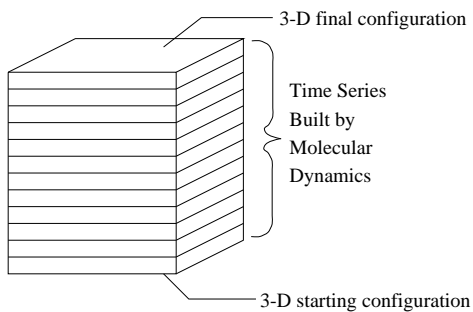 3-D final configuration
Time Series
Built by
Molecular
Dynamics
3-D starting configuration